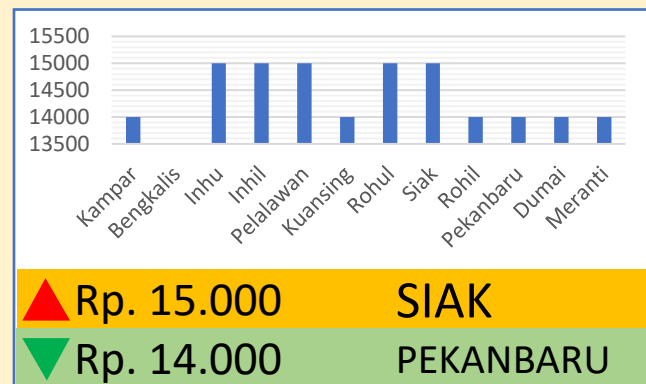 15500
15000
14500
14000
13500
Kampar
Bengkalis
Inhu
Inhil
Pelalawan
Kuansing
Rohul
Siak
Rohil
Pekanbaru
Dumai
Meranti
Rp. 15.000 SIAK
Rp. 14.000 PEKANBARU